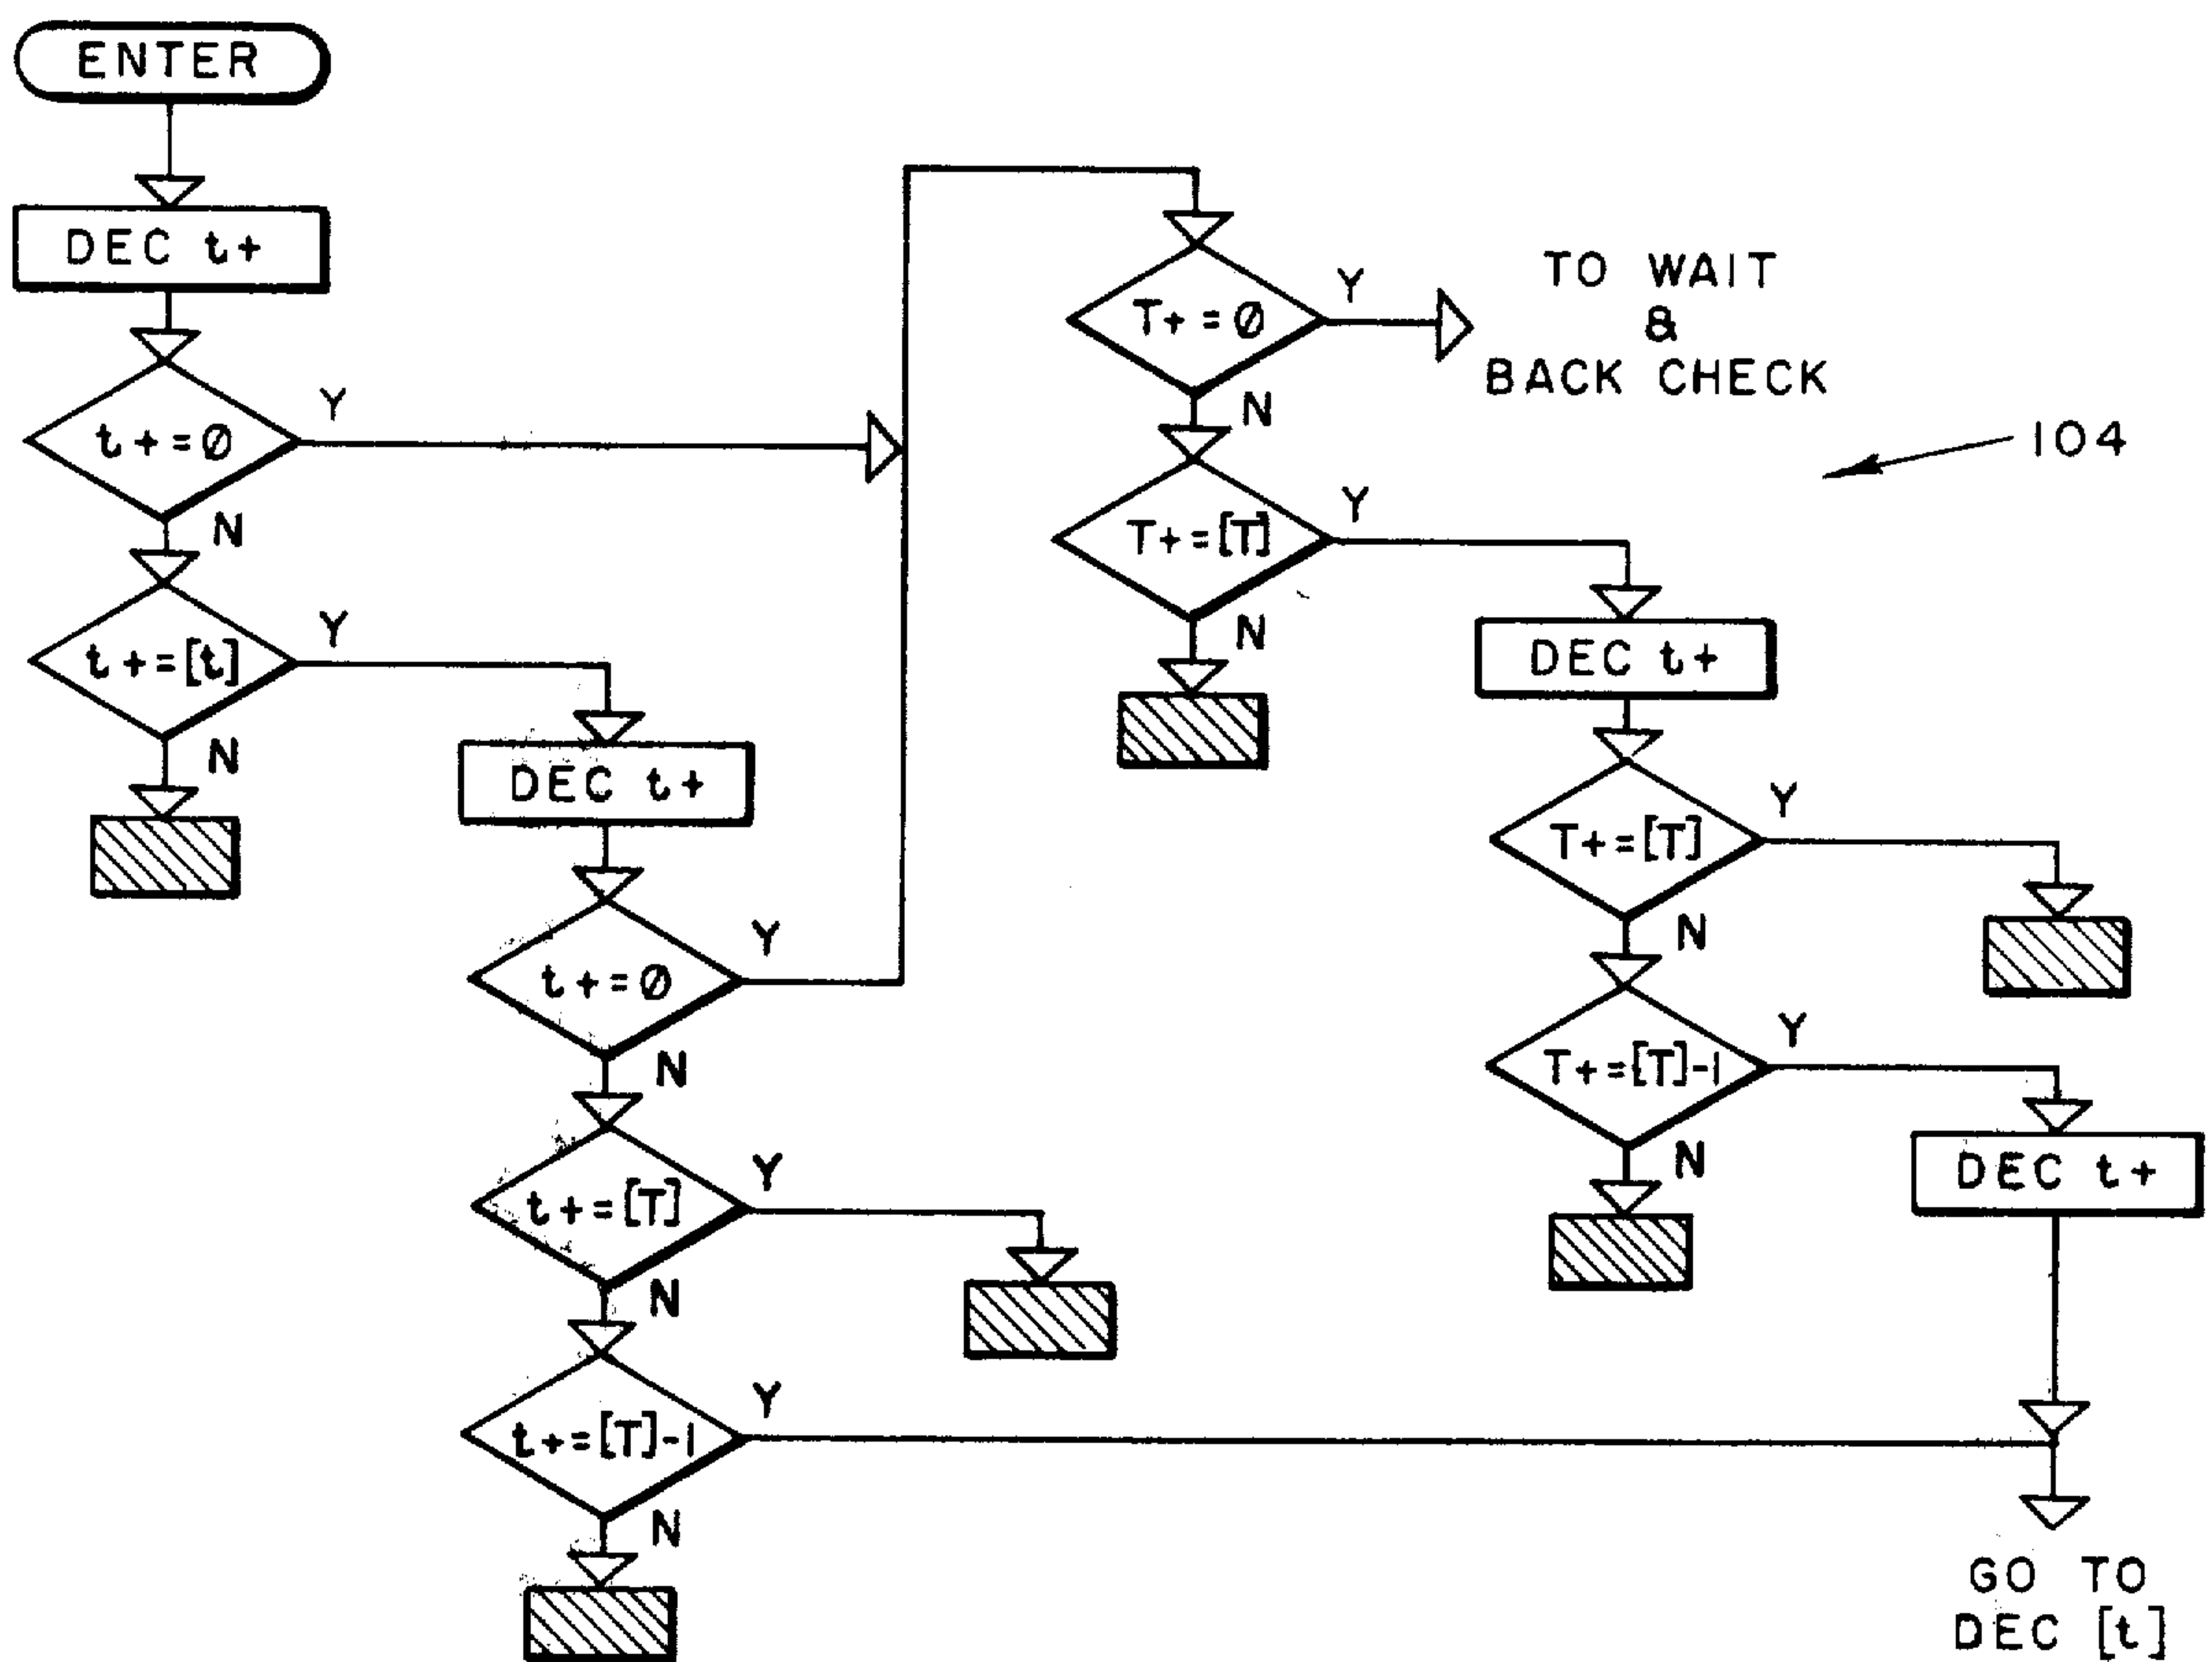 ENTER
DEC t+
t+=Ø
Y
N
t+=[t]
Y
N
DEC t+
t+=Ø
Y
N
t+=[T]
Y
N
t+=[T]-1
Y
N
T+=Ø
Y
N
TO WAIT
&
BACK CHECK
104
T+=[T]
Y
N
DEC t+
T+=[T]
Y
N
T+=[T]-1
Y
N
DEC t+
GO TO
DEC [t]